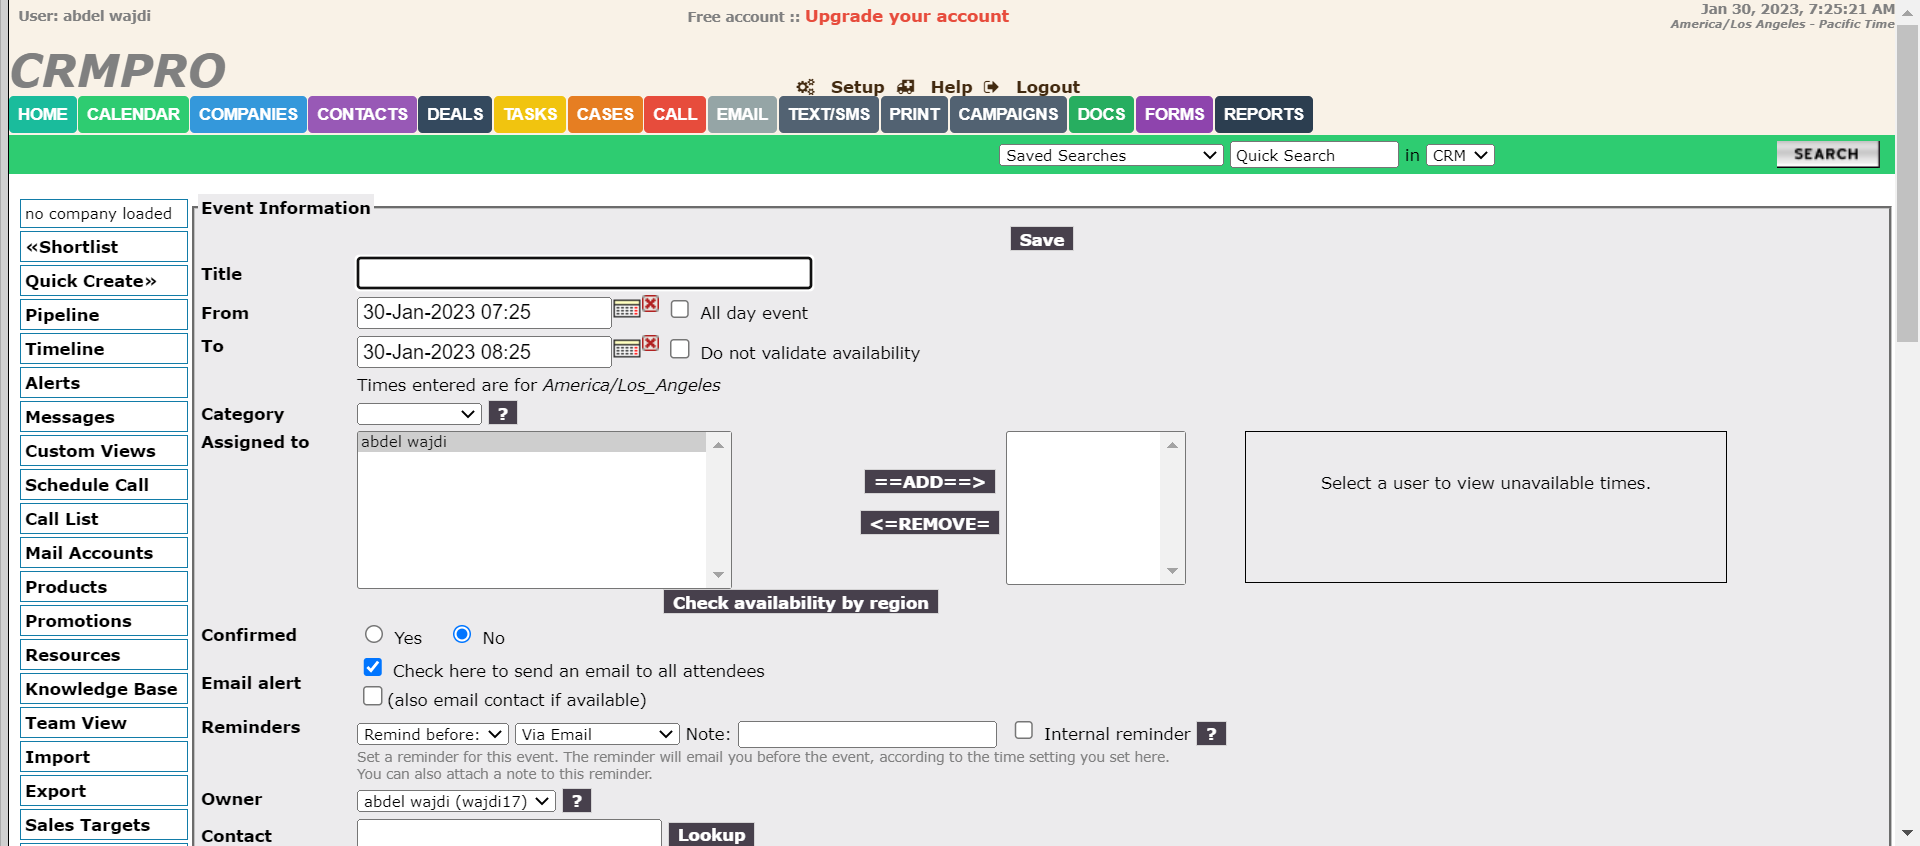 User: abdel wajdi
Free account :: Upgrade your account
Jan 30, 2023, 7:25:21 AM
America/Los Angeles - Pacific Time
CRMPRO
Setup Help Logout
HOME CALENDAR COMPANIES CONTACTS DEALS TASKS CASES CALL EMAIL TEXT/SMS PRINT CAMPAIGNS DOCS FORMS REPORTS
Saved Searches Quick Search in CRM SEARCH
no company loaded
«Shortlist
Quick Create»
Pipeline
Timeline
Alerts
Messages
Custom Views
Schedule Call
Call List
Mail Accounts
Products
Promotions
Resources
Knowledge Base
Team View
Import
Export
Sales Targets
Event Information
Save
Title
From 30-Jan-2023 07:25 All day event
To 30-Jan-2023 08:25 Do not validate availability
Times entered are for America/Los_Angeles
Category ?
Assigned to abdel wajdi
==ADD==>
<=REMOVE=
Select a user to view unavailable times.
Check availability by region
Confirmed Yes No
Email alert Check here to send an email to all attendees
(also email contact if available)
Reminders Remind before: Via Email Note: Internal reminder ?
Set a reminder for this event. The reminder will email you before the event, according to the time setting you set here.
You can also attach a note to this reminder.
Owner abdel wajdi (wajdi17) ?
Contact Lookup